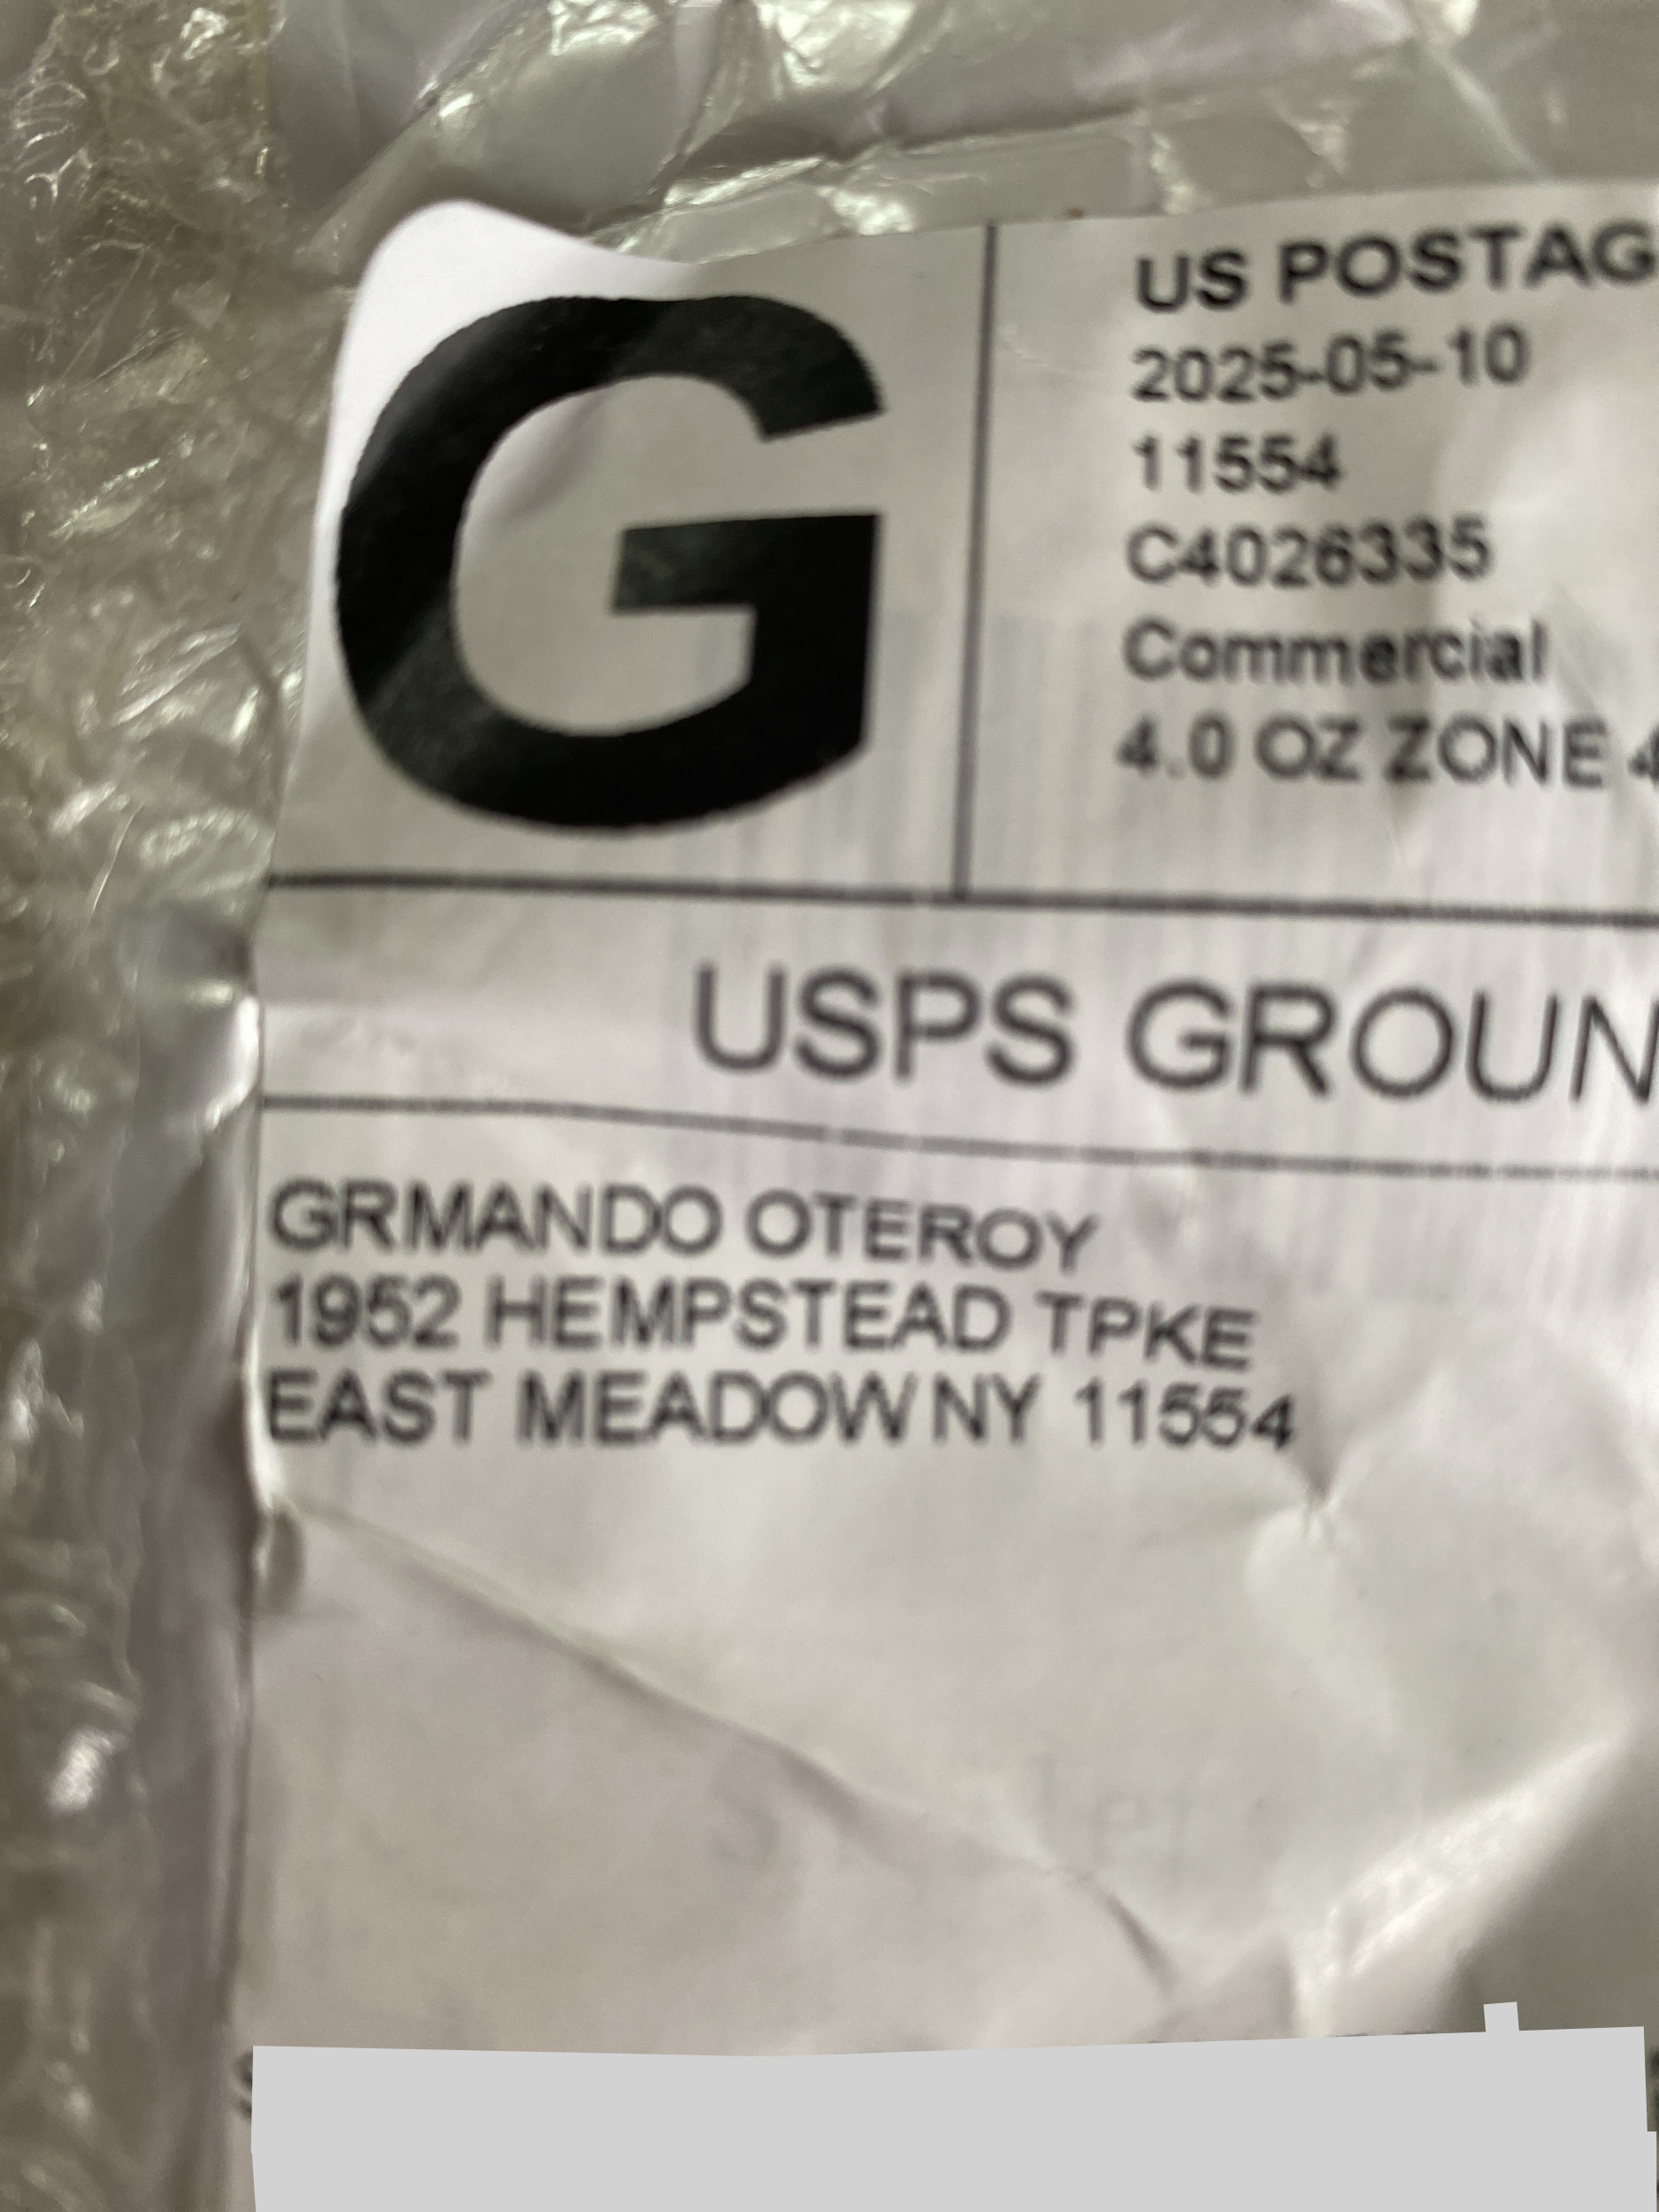 G
US POSTAG
2025-05-10
11554
C4026335
Commercial
4.0 OZ ZONE 4
USPS GROUN
GRMANDO OTEROY
1952 HEMPSTEAD TPKE
EAST MEADOW NY 11554